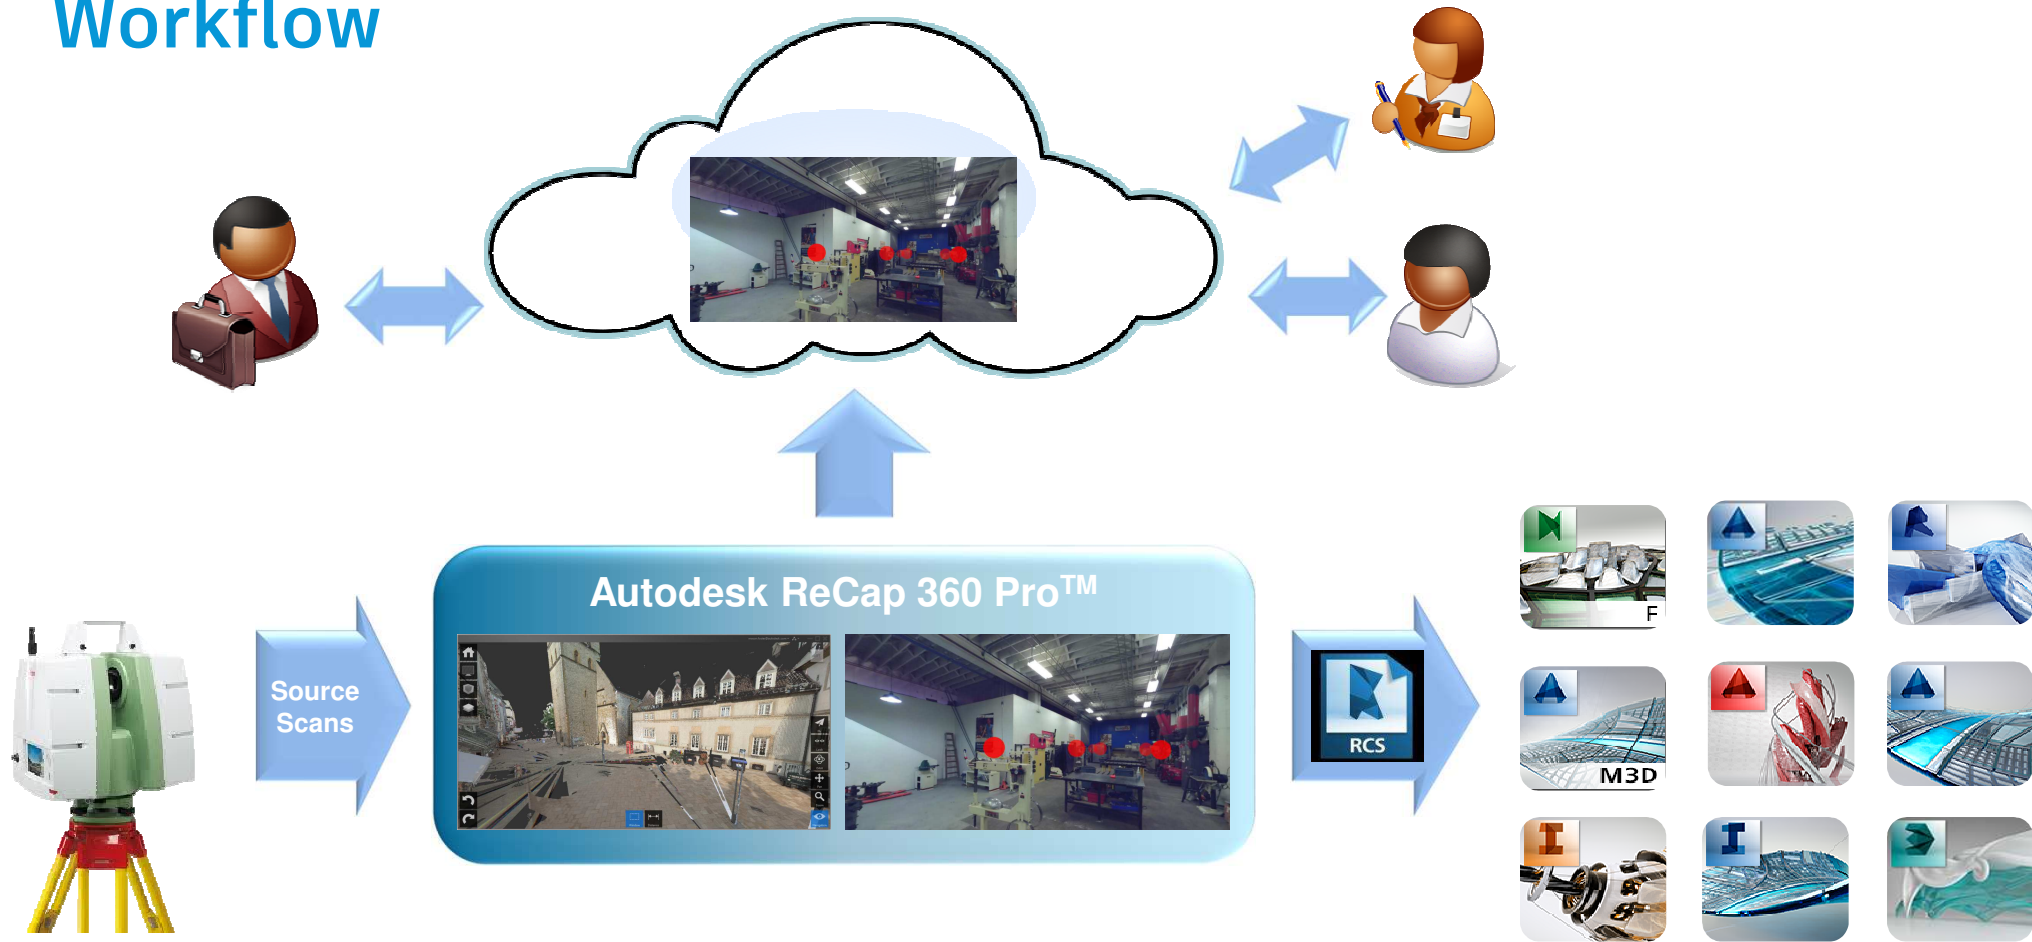 Workflow
Autodesk ReCap 360 Pro™
Source
Scans
RCS
F
M3D